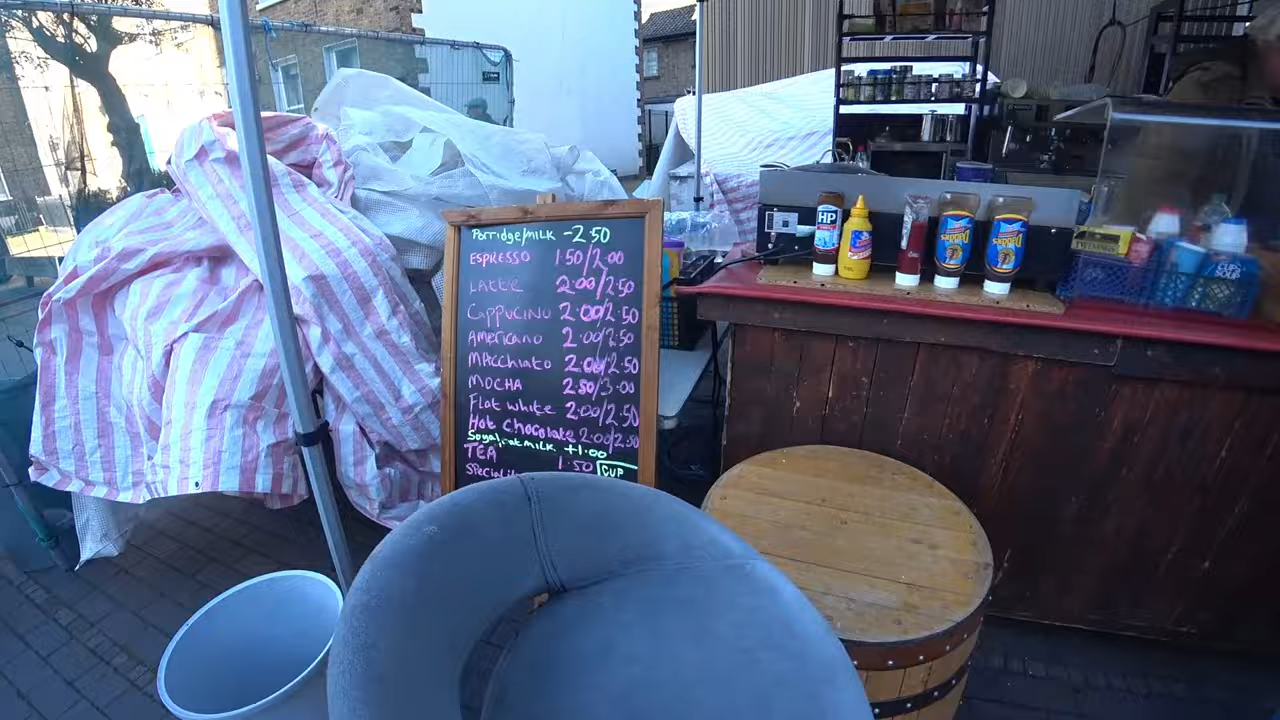 Porridge/MILK - 2.50
ESPRESSO 1.50/2.00
LATTE 2.00/2.50
CAPPUCINO 2.00/2.50
Americano 2.00/2.50
MAcchiato 2.00/2.50
MOCHA 2.50/3.00
Flat white 2.00/2.50
Hot Chocolate 2.00/2.50
Soya/oat MILK +1.00
TEA 1.50 CUP
HP